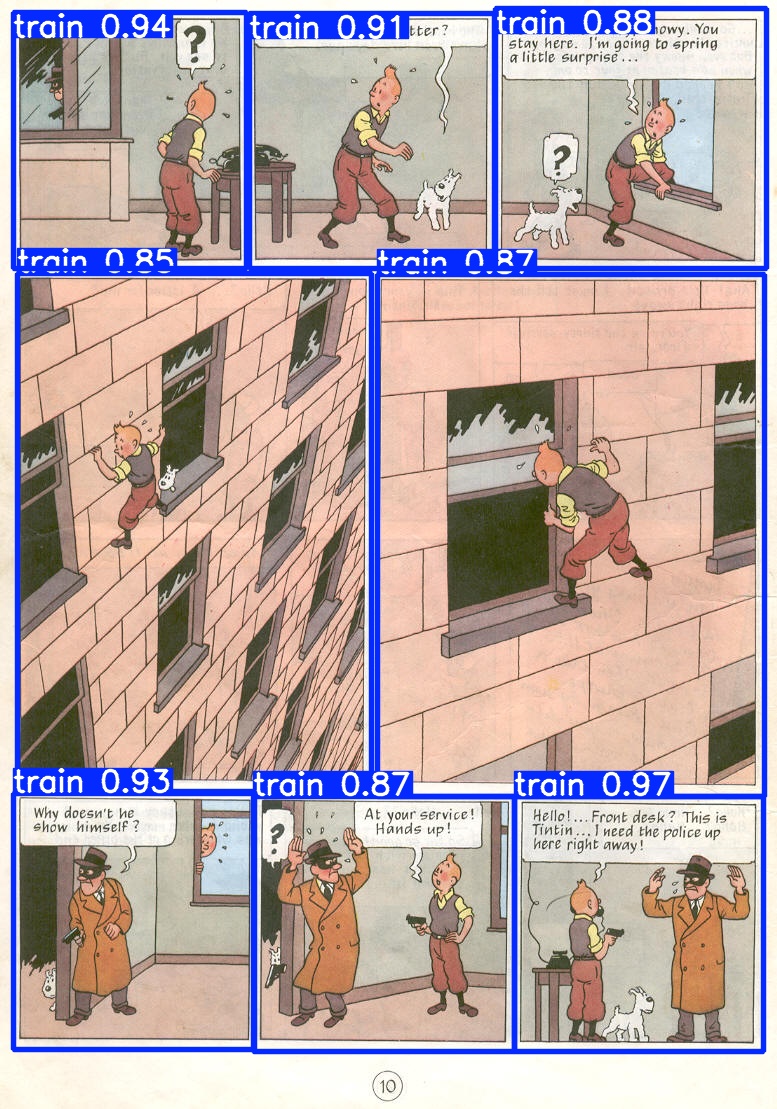 train 0.94
?
train 0.91
tter?
train 0.88
nowy. You
stay here. I'm going to spring
a little surprise...
?
train 0.85
train 0.87
train 0.93
Why doesn't he
show himself?
train 0.87
?
At your service!
Hands up!
train 0.97
Hello!...Front desk? This is
Tintin...I need the police up
here right away!
10